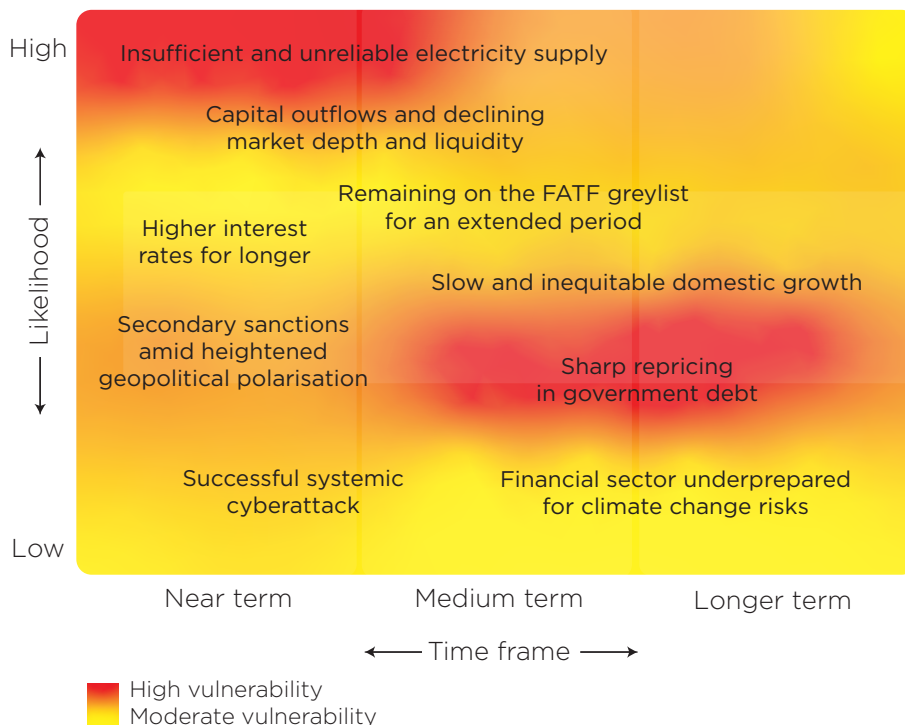 High
Insufficient and unreliable electricity supply
Capital outflows and declining
market depth and liquidity
Remaining on the FATF greylist
for an extended period
Higher interest
rates for longer
Likelihood
Slow and inequitable domestic growth
Secondary sanctions
amid heightened
geopolitical polarisation
Sharp repricing
in government debt
Successful systemic
cyberattack
Financial sector underprepared
for climate change risks
Low
Near term
Medium term
Longer term
Time frame
High vulnerability
Moderate vulnerability